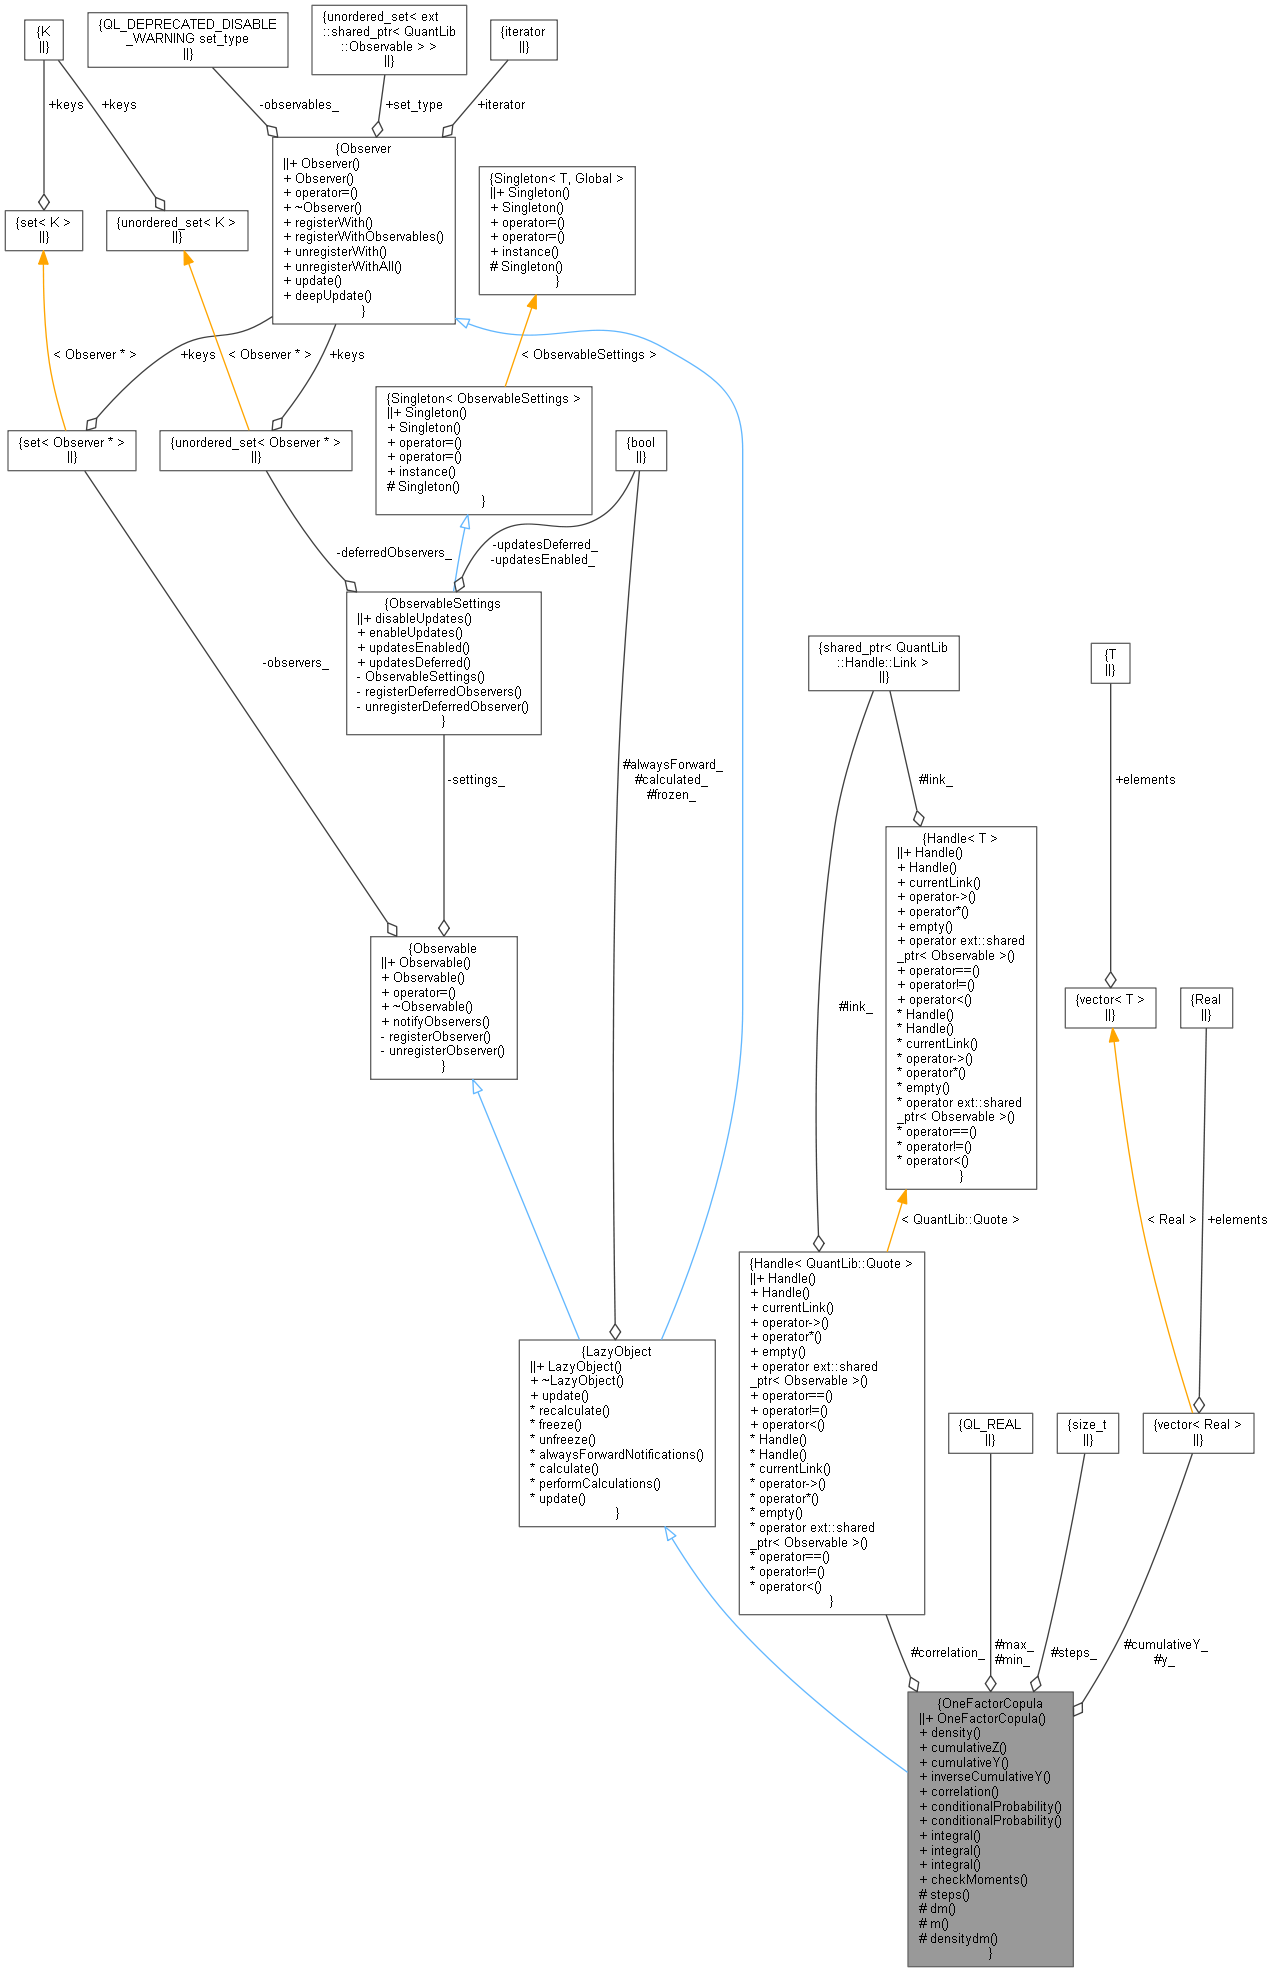 {K
||}
{QL_DEPRECATED_DISABLE
_WARNING set_type
||}
{unordered_set< ext
::shared_ptr< QuantLib
::Observable > >
||}
{iterator
||}
+keys
+keys
-observables_
+set_type
+iterator
{Observer
||+ Observer()
+ Observer()
+ operator=()
+ ~Observer()
+ registerWith()
+ registerWithObservables()
+ unregisterWith()
+ unregisterWithAll()
+ update()
+ deepUpdate()
}
{Singleton< T, Global >
||+ Singleton()
+ Singleton()
+ operator=()
+ operator=()
+ instance()
# Singleton()
}
{set< K >
||}
{unordered_set< K >
||}
< Observer * >
+keys
< Observer * >
+keys
< ObservableSettings >
{set< Observer * >
||}
{unordered_set< Observer * >
||}
{Singleton< ObservableSettings >
||+ Singleton()
+ Singleton()
+ operator=()
+ operator=()
+ instance()
# Singleton()
}
{bool
||}
-deferredObservers_
-updatesDeferred_
-updatesEnabled_
{ObservableSettings
||+ disableUpdates()
+ enableUpdates()
+ updatesEnabled()
+ updatesDeferred()
- ObservableSettings()
- registerDeferredObservers()
- unregisterDeferredObserver()
}
-observers_
{shared_ptr< QuantLib
::Handle::Link >
||}
{T
||}
-settings_
#alwaysForward_
#calculated_
#frozen_
#link_
+elements
{Handle< T >
||+ Handle()
+ Handle()
+ currentLink()
+ operator->()
+ operator*()
+ empty()
+ operator ext::shared
_ptr< Observable >()
+ operator==()
+ operator!=()
+ operator<()
* Handle()
* Handle()
* currentLink()
* operator->()
* operator*()
* empty()
* operator ext::shared
_ptr< Observable >()
* operator==()
* operator!=()
* operator<()
}
{Observable
||+ Observable()
+ Observable()
+ operator=()
+ ~Observable()
+ notifyObservers()
- registerObserver()
- unregisterObserver()
}
#link_
{vector< T >
||}
{Real
||}
< QuantLib::Quote >
< Real >
+elements
{Handle< QuantLib::Quote >
||+ Handle()
+ Handle()
+ currentLink()
+ operator->()
+ operator*()
+ empty()
+ operator ext::shared
_ptr< Observable >()
+ operator==()
+ operator!=()
+ operator<()
* Handle()
* Handle()
* currentLink()
* operator->()
* operator*()
* empty()
* operator ext::shared
_ptr< Observable >()
* operator==()
* operator!=()
* operator<()
}
{LazyObject
||+ LazyObject()
+ ~LazyObject()
+ update()
* recalculate()
* freeze()
* unfreeze()
* alwaysForwardNotifications()
* calculate()
* performCalculations()
* update()
}
{QL_REAL
||}
{size_t
||}
{vector< Real >
||}
#correlation_
#max_
#min_
#steps_
#cumulativeY_
#y_
{OneFactorCopula
||+ OneFactorCopula()
+ density()
+ cumulativeZ()
+ cumulativeY()
+ inverseCumulativeY()
+ correlation()
+ conditionalProbability()
+ conditionalProbability()
+ integral()
+ integral()
+ integral()
+ checkMoments()
# steps()
# dm()
# m()
# densitydm()
}